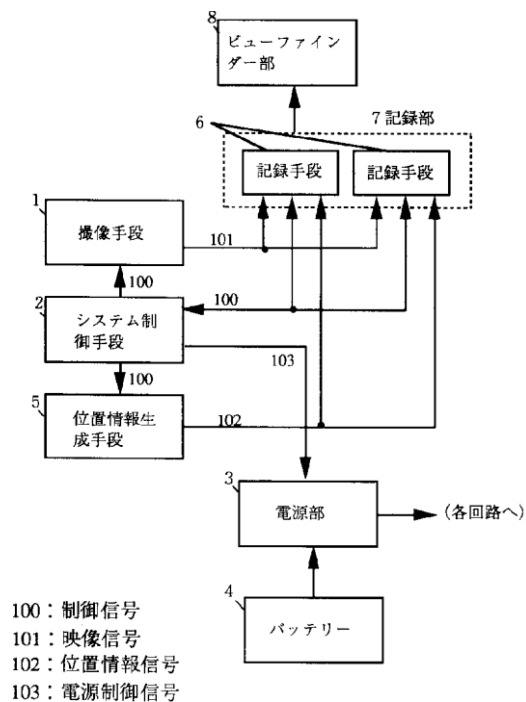 8
ビューファイン
ダー部
6
7 記録部
記録手段
記録手段
1
撮像手段
101
100
2
システム制
御手段
100
103
100
5
位置情報生
成手段
102
3
電源部
(各回路へ)
4
バッテリー
100：制御信号
101：映像信号
102：位置情報信号
103：電源制御信号